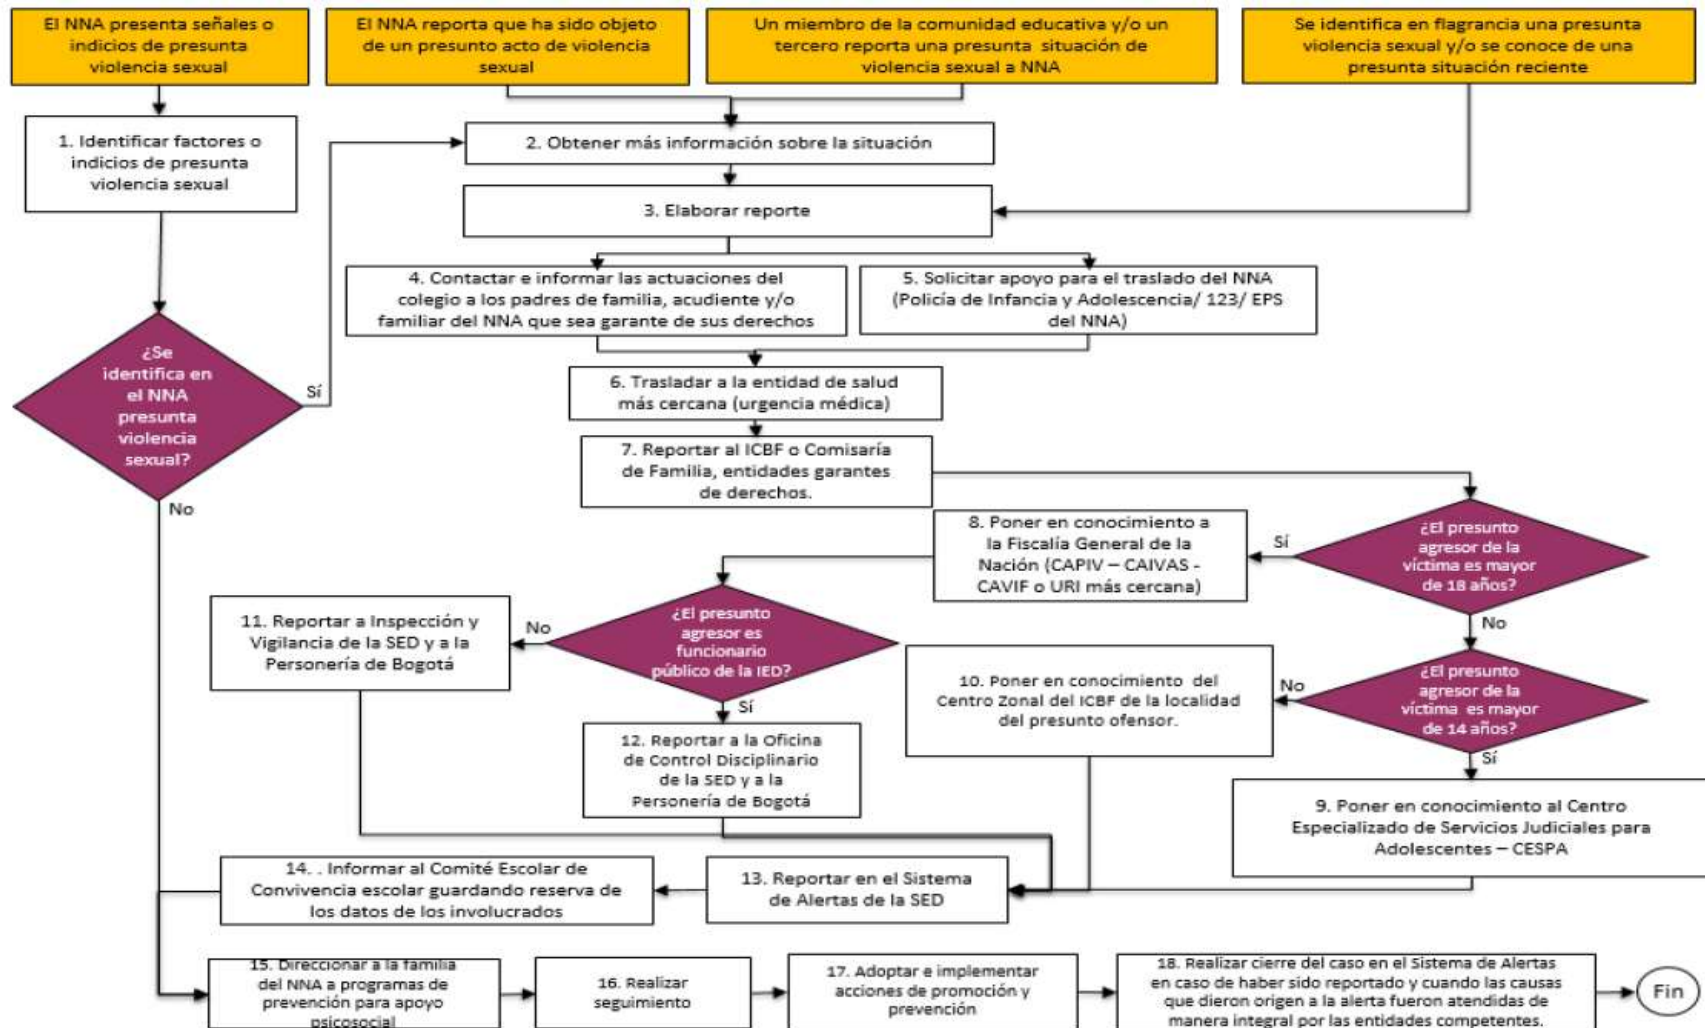 El NNA presenta señales o
indicios de presunta
violencia sexual
El NNA reporta que ha sido objeto
de un presunto acto de violencia
sexual
Un miembro de la comunidad educativa y/o un
tercero reporta una presunta situación de
violencia sexual a NNA
Se identifica en flagrancia una presunta
violencia sexual y/o se conoce de una
presunta situación reciente
1. Identificar factores o
indicios de presunta
violencia sexual
2. Obtener más información sobre la situación
3. Elaborar reporte
4. Contactar e informar las actuaciones del
colegio a los padres de familia, acudiente y/o
familiar del NNA que sea garante de sus derechos
5. Solicitar apoyo para el traslado del NNA
(Policía de Infancia y Adolescencia/ 123/ EPS
del NNA)
¿Se
identifica en
el NNA
presunta
violencia
sexual?
Sí
No
6. Trasladar a la entidad de salud
más cercana (urgencia médica)
7. Reportar al ICBF o Comisaría
de Familia, entidades garantes
de derechos.
¿El presunto
agresor de la
víctima es mayor
de 18 años?
Sí
No
8. Poner en conocimiento a
la Fiscalía General de la
Nación (CAPIV – CAIVAS -
CAVIF o URI más cercana)
¿El presunto
agresor es
funcionario
público de la IED?
No
Sí
11. Reportar a Inspección y
Vigilancia de la SED y a la
Personería de Bogotá
¿El presunto
agresor de la
víctima es mayor
de 14 años?
No
Sí
10. Poner en conocimiento del
Centro Zonal del ICBF de la localidad
del presunto ofensor.
12. Reportar a la Oficina
de Control Disciplinario
de la SED y a la
Personería de Bogotá
9. Poner en conocimiento al Centro
Especializado de Servicios Judiciales para
Adolescentes – CESPA
14. . Informar al Comité Escolar de
Convivencia escolar guardando reserva de
los datos de los involucrados
13. Reportar en el Sistema
de Alertas de la SED
15. Direccionar a la familia
del NNA a programas de
prevención para apoyo
psicosocial
16. Realizar
seguimiento
17. Adoptar e implementar
acciones de promoción y
prevención
18. Realizar cierre del caso en el Sistema de Alertas
en caso de haber sido reportado y cuando las causas
que dieron origen a la alerta fueron atendidas de
manera integral por las entidades competentes.
Fin